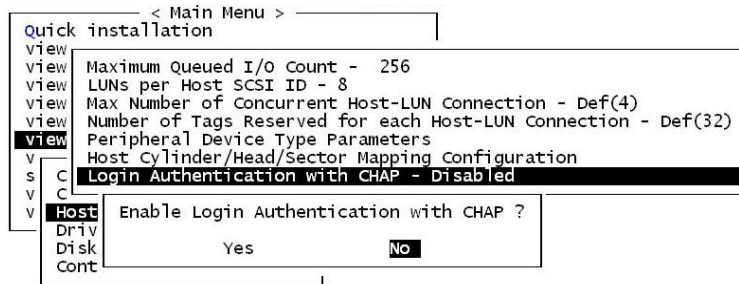 < Main Menu >
Quick installation
view
view Maximum Queued I/O Count - 256
view LUNs per Host SCSI ID - 8
view Max Number of Concurrent Host-LUN Connection - Def(4)
view Number of Tags Reserved for each Host-LUN Connection - Def(32)
view Peripheral Device Type Parameters
v Host Cylinder/Head/Sector Mapping Configuration
s C Login Authentication with CHAP - Disabled
v C
v Host Enable Login Authentication with CHAP ?
Driv
Disk Yes No
Cont